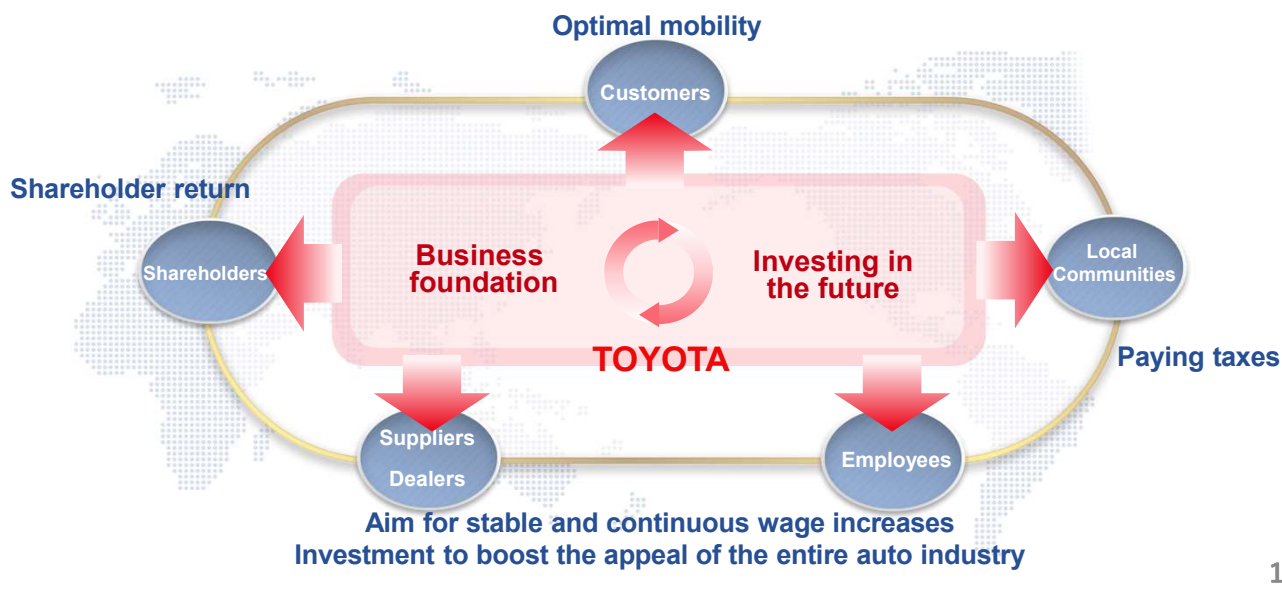 Optimal mobility
Customers
Shareholder return
Shareholders
Business
foundation
Investing in
the future
Local
Communities
TOYOTA
Paying taxes
Suppliers
Dealers
Employees
Aim for stable and continuous wage increases
Investment to boost the appeal of the entire auto industry
1